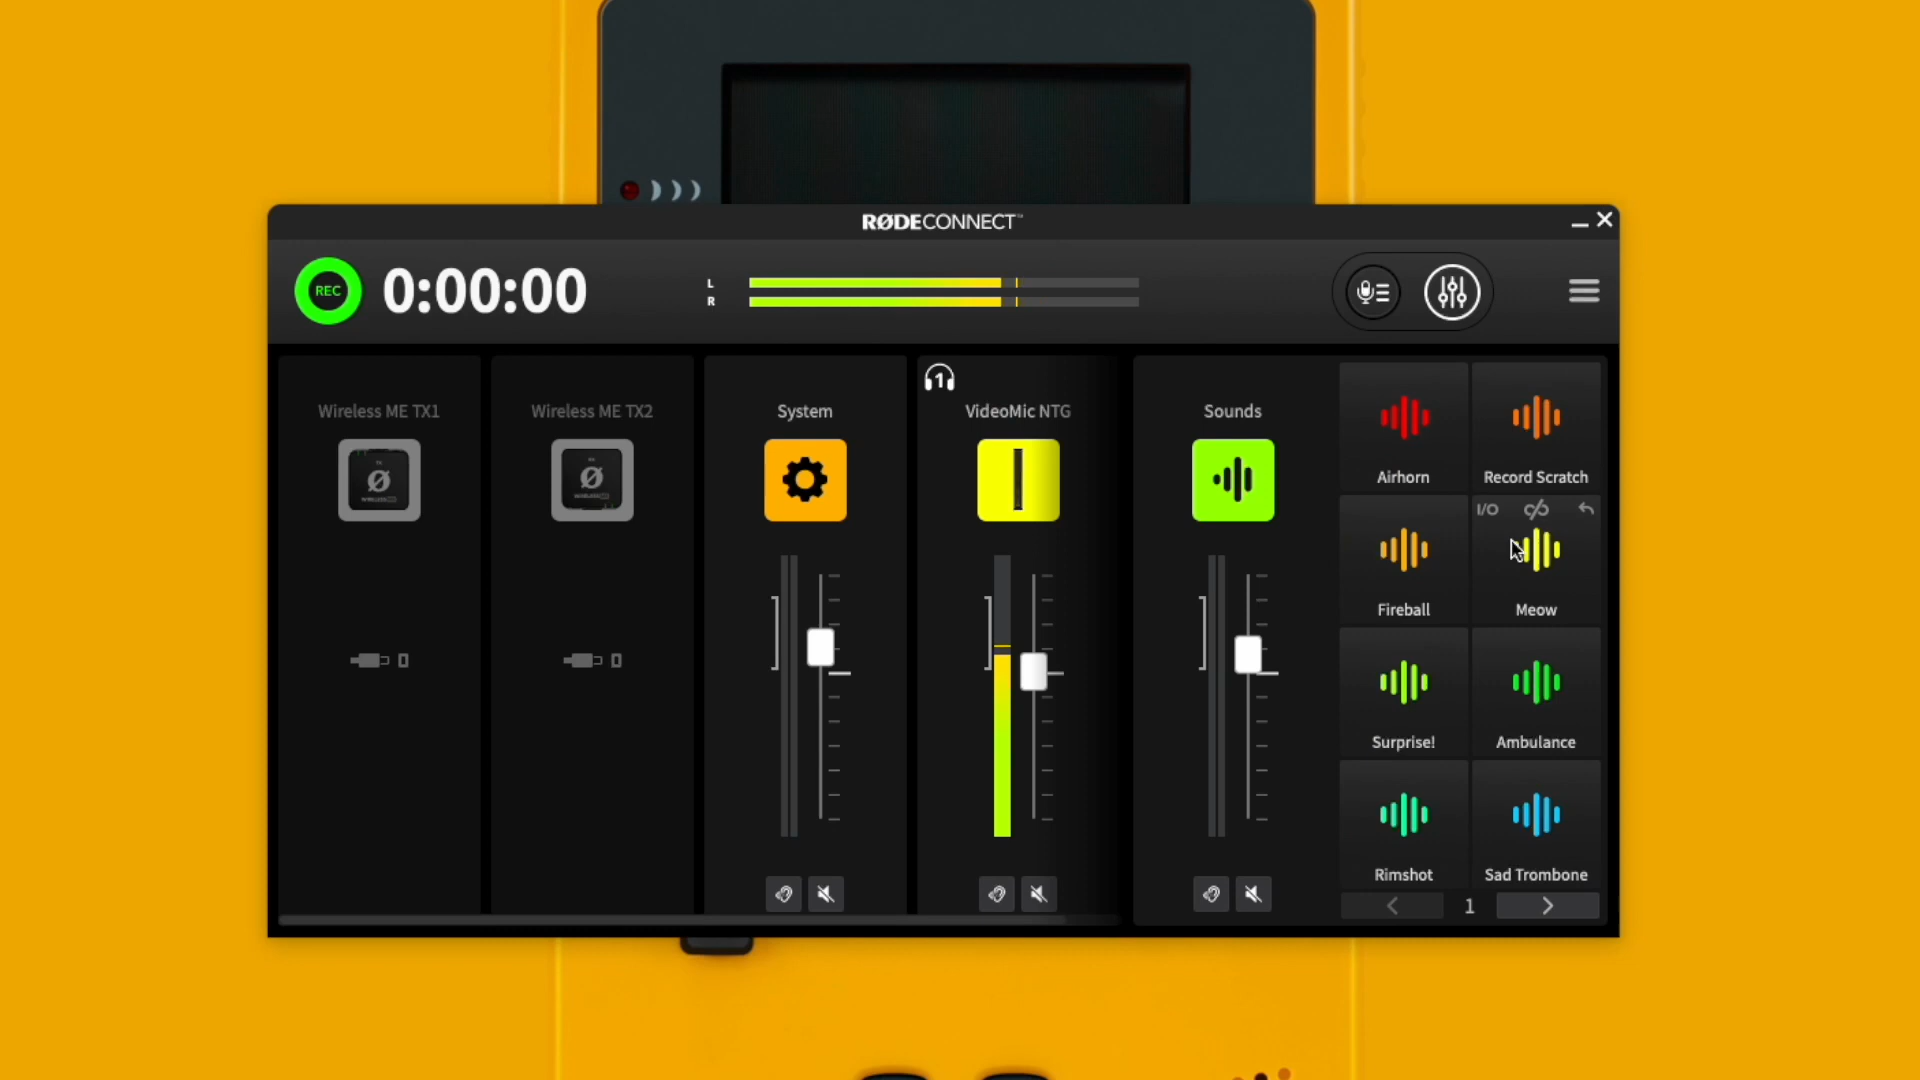 RØDECONNECT™
REC
0:00:00
L
R
Wireless ME TX1
Wireless ME TX2
System
1
VideoMic NTG
Sounds
Airhorn
Record Scratch
I/O
Fireball
Meow
Surprise!
Ambulance
Rimshot
Sad Trombone
1